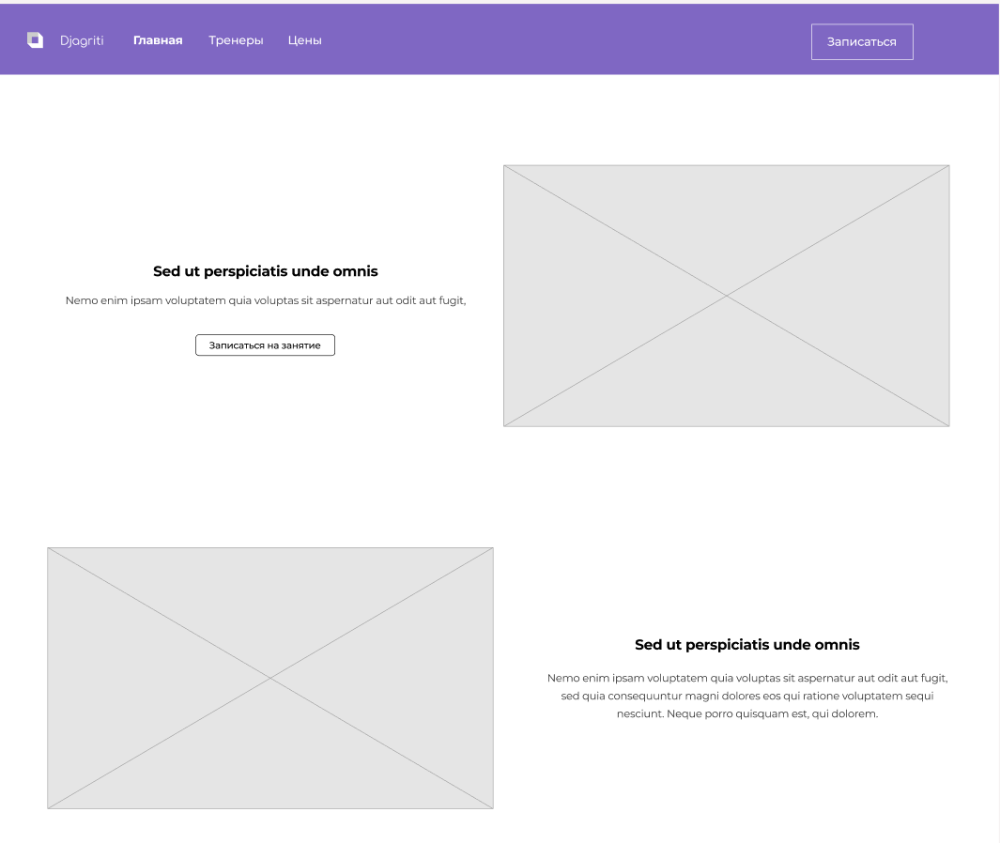 Djagriti Главная Тренеры Цены Записаться
Sed ut perspiciatis unde omnis
Nemo enim ipsam voluptatem quia voluptas sit aspernatur aut odit aut fugit,
Записаться на занятие
Sed ut perspiciatis unde omnis
Nemo enim ipsam voluptatem quia voluptas sit aspernatur aut odit aut fugit,
sed quia consequuntur magni dolores eos qui ratione voluptatem sequi
nesciunt. Neque porro quisquam est, qui dolorem.